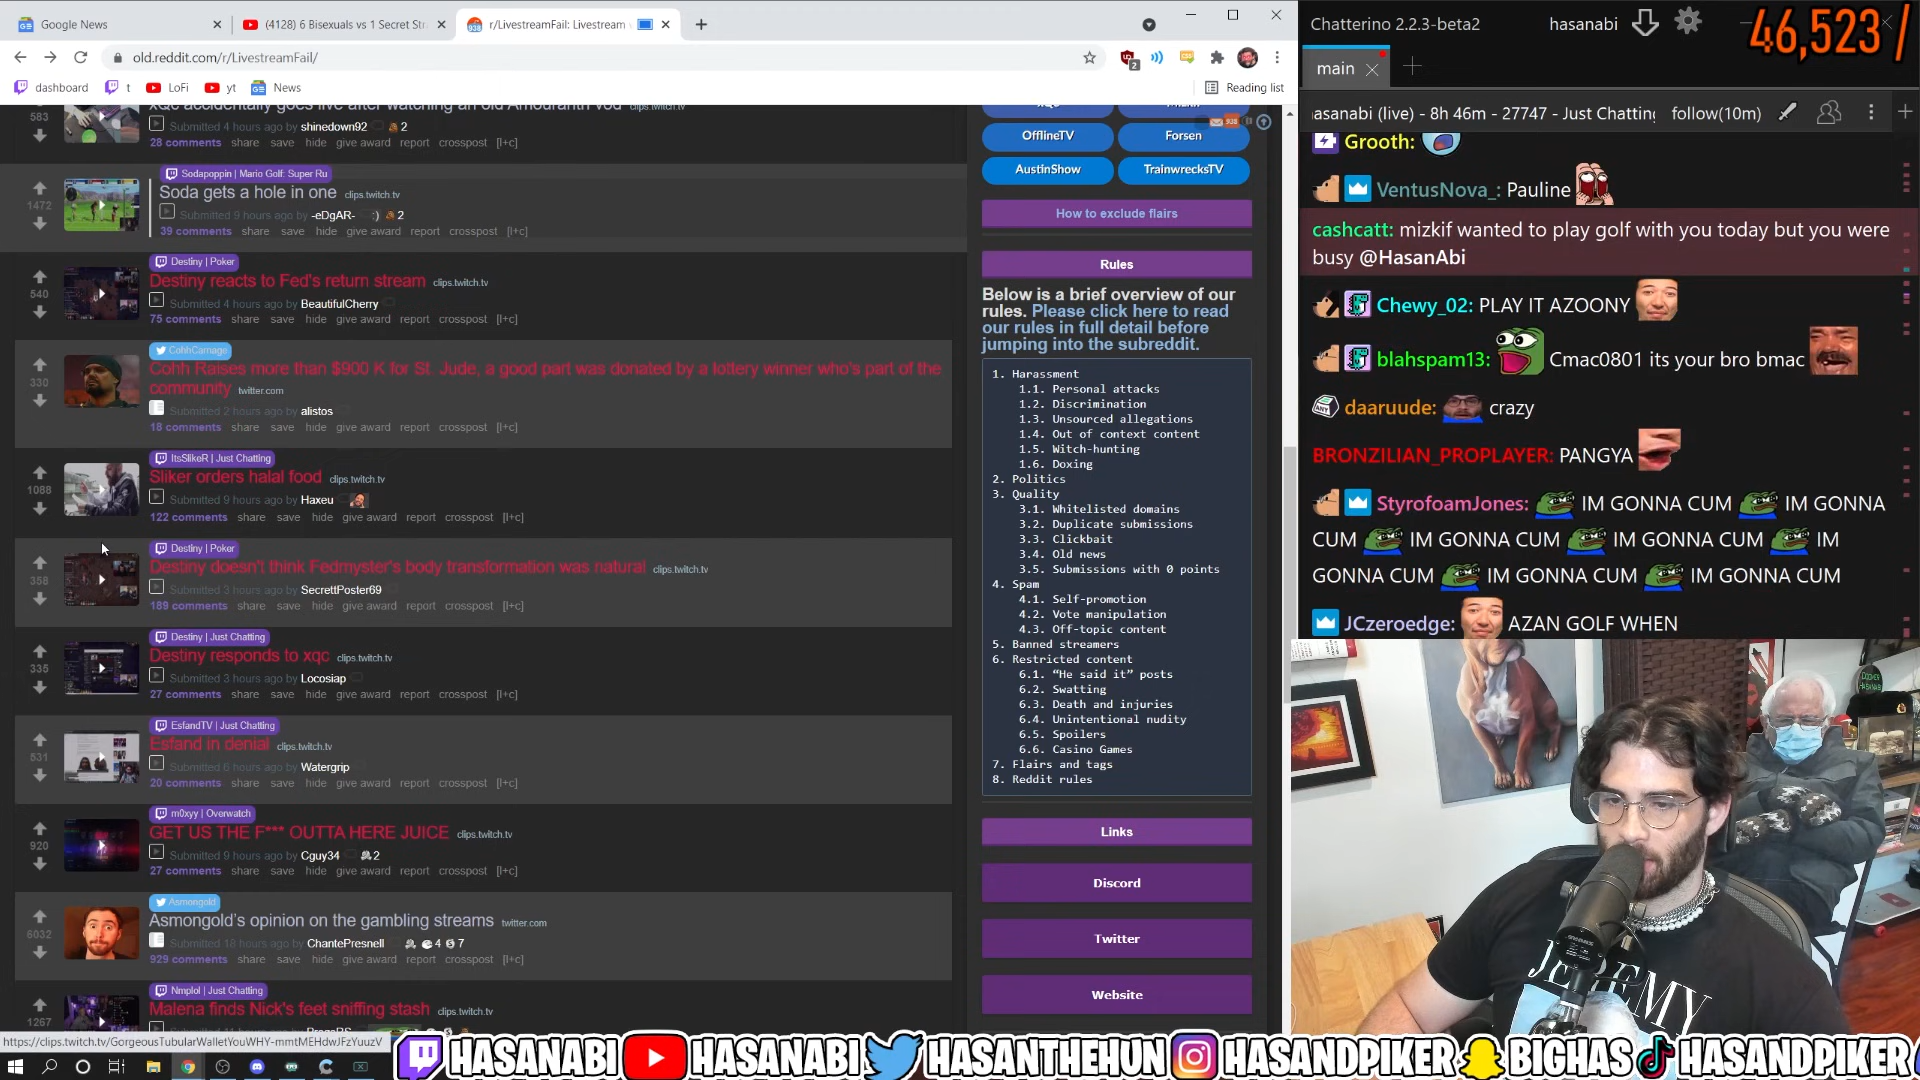 Google News
(4128) 6 Bisexuals vs 1 Secret Str
r/LivestreamFail: Livestream
old.reddit.com/r/LivestreamFail/
dashboard t LoFi yt News Reading list
583
xQc accidentally goes live after watching an old Amouranth vod clips.twitch.tv
Submitted 4 hours ago by shinedown92 2
28 comments share save hide give award report crosspost [l+c]
Sodapoppin | Mario Golf: Super Ru
1472
Soda gets a hole in one clips.twitch.tv
Submitted 9 hours ago by -eDgAR- :) 2
39 comments share save hide give award report crosspost [l+c]
Destiny | Poker
540
Destiny reacts to Fed's return stream clips.twitch.tv
Submitted 4 hours ago by BeautifulCherry
75 comments share save hide give award report crosspost [l+c]
CohhCarnage
330
Cohh Raises more than $900 K for St. Jude, a good part was donated by a lottery winner who's part of the
community twitter.com
Submitted 2 hours ago by alistos
18 comments share save hide give award report crosspost [l+c]
ItsSlikeR | Just Chatting
1088
Sliker orders halal food clips.twitch.tv
Submitted 9 hours ago by Haxeu
122 comments share save hide give award report crosspost [l+c]
Destiny | Poker
358
Destiny doesn't think Fedmyster's body transformation was natural clips.twitch.tv
Submitted 3 hours ago by SecrettPoster69
189 comments share save hide give award report crosspost [l+c]
Destiny | Just Chatting
335
Destiny responds to xqc clips.twitch.tv
Submitted 3 hours ago by Locosiap
27 comments share save hide give award report crosspost [l+c]
EsfandTV | Just Chatting
531
Esfand in denial clips.twitch.tv
Submitted 6 hours ago by Watergrip
20 comments share save hide give award report crosspost [l+c]
m0xyy | Overwatch
920
GET US THE F*** OUTTA HERE JUICE clips.twitch.tv
Submitted 9 hours ago by Cguy34 2
27 comments share save hide give award report crosspost [l+c]
Asmongold
6032
Asmongold's opinion on the gambling streams twitter.com
Submitted 18 hours ago by ChantePresnell 4 7
929 comments share save hide give award report crosspost [l+c]
Nmplol | Just Chatting
1267
Malena finds Nick's feet sniffing stash clips.twitch.tv
https://clips.twitch.tv/GorgeousTubularWalletYouWHY-mmtMEHdwJFzYuuzV
938
OfflineTV Forsen
AustinShow TrainwrecksTV
How to exclude flairs
Rules
Below is a brief overview of our
rules. Please click here to read
our rules in full detail before
jumping into the subreddit.
1. Harassment
1.1. Personal attacks
1.2. Discrimination
1.3. Unsourced allegations
1.4. Out of context content
1.5. Witch-hunting
1.6. Doxing
2. Politics
3. Quality
3.1. Whitelisted domains
3.2. Duplicate submissions
3.3. Clickbait
3.4. Old news
3.5. Submissions with 0 points
4. Spam
4.1. Self-promotion
4.2. Vote manipulation
4.3. Off-topic content
5. Banned streamers
6. Restricted content
6.1. “He said it” posts
6.2. Swatting
6.3. Death and injuries
6.4. Unintentional nudity
6.5. Spoilers
6.6. Casino Games
7. Flairs and tags
8. Reddit rules
Links
Discord
Twitter
Website
Chatterino 2.2.3-beta2 hasanabi
46,523 /
main
asanabi (live) - 8h 46m - 27747 - Just Chatting follow(10m)
Grooth:
VentusNova_: Pauline
cashcatt: mizkif wanted to play golf with you today but you were
busy @HasanAbi
Chewy_02: PLAY IT AZOONY
blahspam13: Cmac0801 its your bro bmac
daaruude: crazy
BRONZILIAN_PROPLAYER: PANGYA
StyrofoamJones: IM GONNA CUM IM GONNA
CUM IM GONNA CUM IM GONNA CUM IM
GONNA CUM IM GONNA CUM IM GONNA CUM
JCzeroedge: AZAN GOLF WHEN
JEREMY
HASANABI HASANABI HASANTHEHUN HASANDPIKER BIGHAS HASANDPIKER